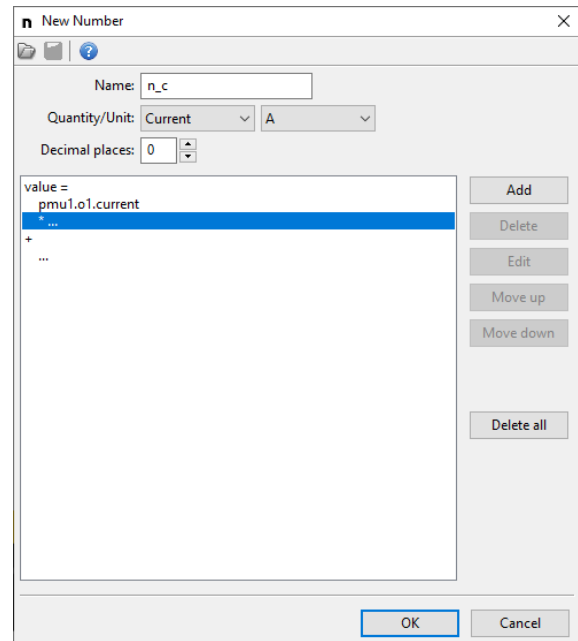 n New Number
?
Name: n_c
Quantity/Unit: Current A
Decimal places: 0
value =
pmu1.o1.current
* ...
+
...
Add
Delete
Edit
Move up
Move down
Delete all
OK Cancel